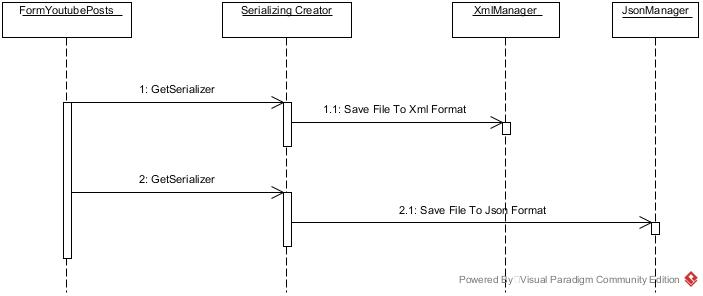 FormYoutubePosts
Serializing Creator
XmlManager
JsonManager
1: GetSerializer
1.1: Save File To Xml Format
2: GetSerializer
2.1: Save File To Json Format
Powered By Visual Paradigm Community Edition